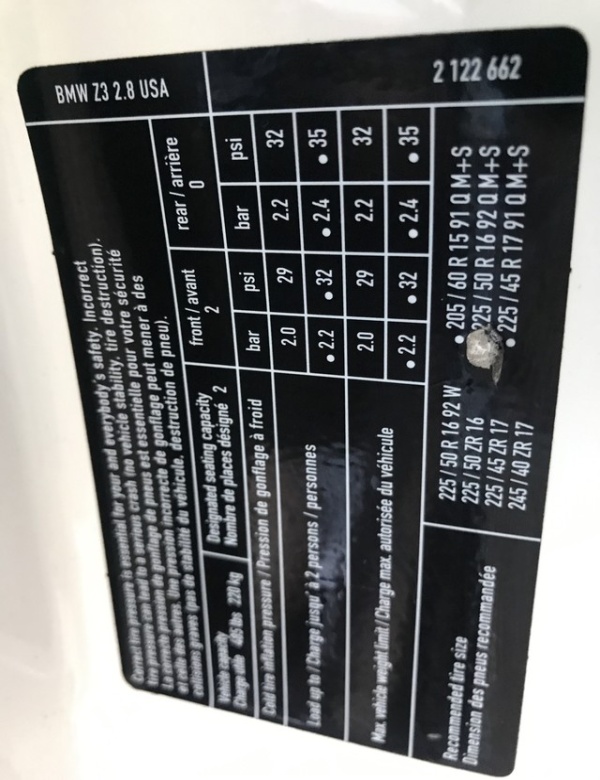 BMW Z3 2.8 USA
2 122 662
Correct tire pressure is essential for your and everybody's safety. Incorrect
tire pressure can lead to a serious crash (no vehicle stability, tire destruction).
La correcte pression de gonflage de pneus est essentielle pour votre sécurité
et celle des autres. Une pression incorrecte de gonflage peut mener à des
collisions graves (pas de stabilité du véhicule, destruction de pneu).
Vehicle capacity
Charge utile 485 lbs 220 kg
Designated seating capacity
Nombre de places désigné 2
front / avant
2
rear / arrière
0
Cold tire inflation pressure / Pression de gonflage à froid
bar psi bar psi
Load up to / Charge jusqu' à 2 persons / personnes
2.0 29 2.2 32
• 2.2 • 32 • 2.4 • 35
Max. vehicle weight limit / Charge max. autorisée du véhicule
2.0 29 2.2 32
• 2.2 • 32 • 2.4 • 35
Recommended tire size
Dimension des pneus recommandée
225 / 50 R 16 92 W
225 / 50 ZR 16
225 / 45 ZR 17
245 / 40 ZR 17
• 205 / 60 R 15 91 Q M+S
225 / 50 R 16 92 Q M+S
• 225 / 45 R 17 91 Q M+S